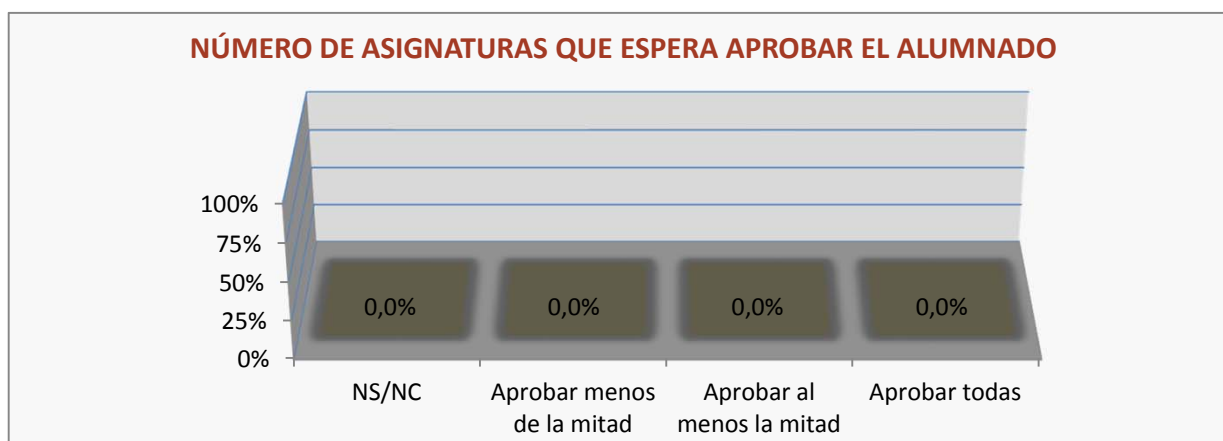 NÚMERO DE ASIGNATURAS QUE ESPERA APROBAR EL ALUMNADO
100%
75%
50%
25%
0%
0,0% 0,0% 0,0% 0,0%
NS/NC Aprobar menos de la mitad Aprobar al menos la mitad Aprobar todas